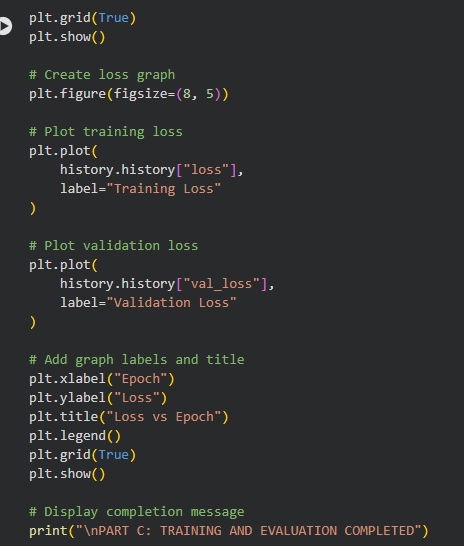 plt.grid(True)
plt.show()

# Create loss graph
plt.figure(figsize=(8, 5))

# Plot training loss
plt.plot(
    history.history["loss"],
    label="Training Loss"
)

# Plot validation loss
plt.plot(
    history.history["val_loss"],
    label="Validation Loss"
)

# Add graph labels and title
plt.xlabel("Epoch")
plt.ylabel("Loss")
plt.title("Loss vs Epoch")
plt.legend()
plt.grid(True)
plt.show()

# Display completion message
print("\nPART C: TRAINING AND EVALUATION COMPLETED")